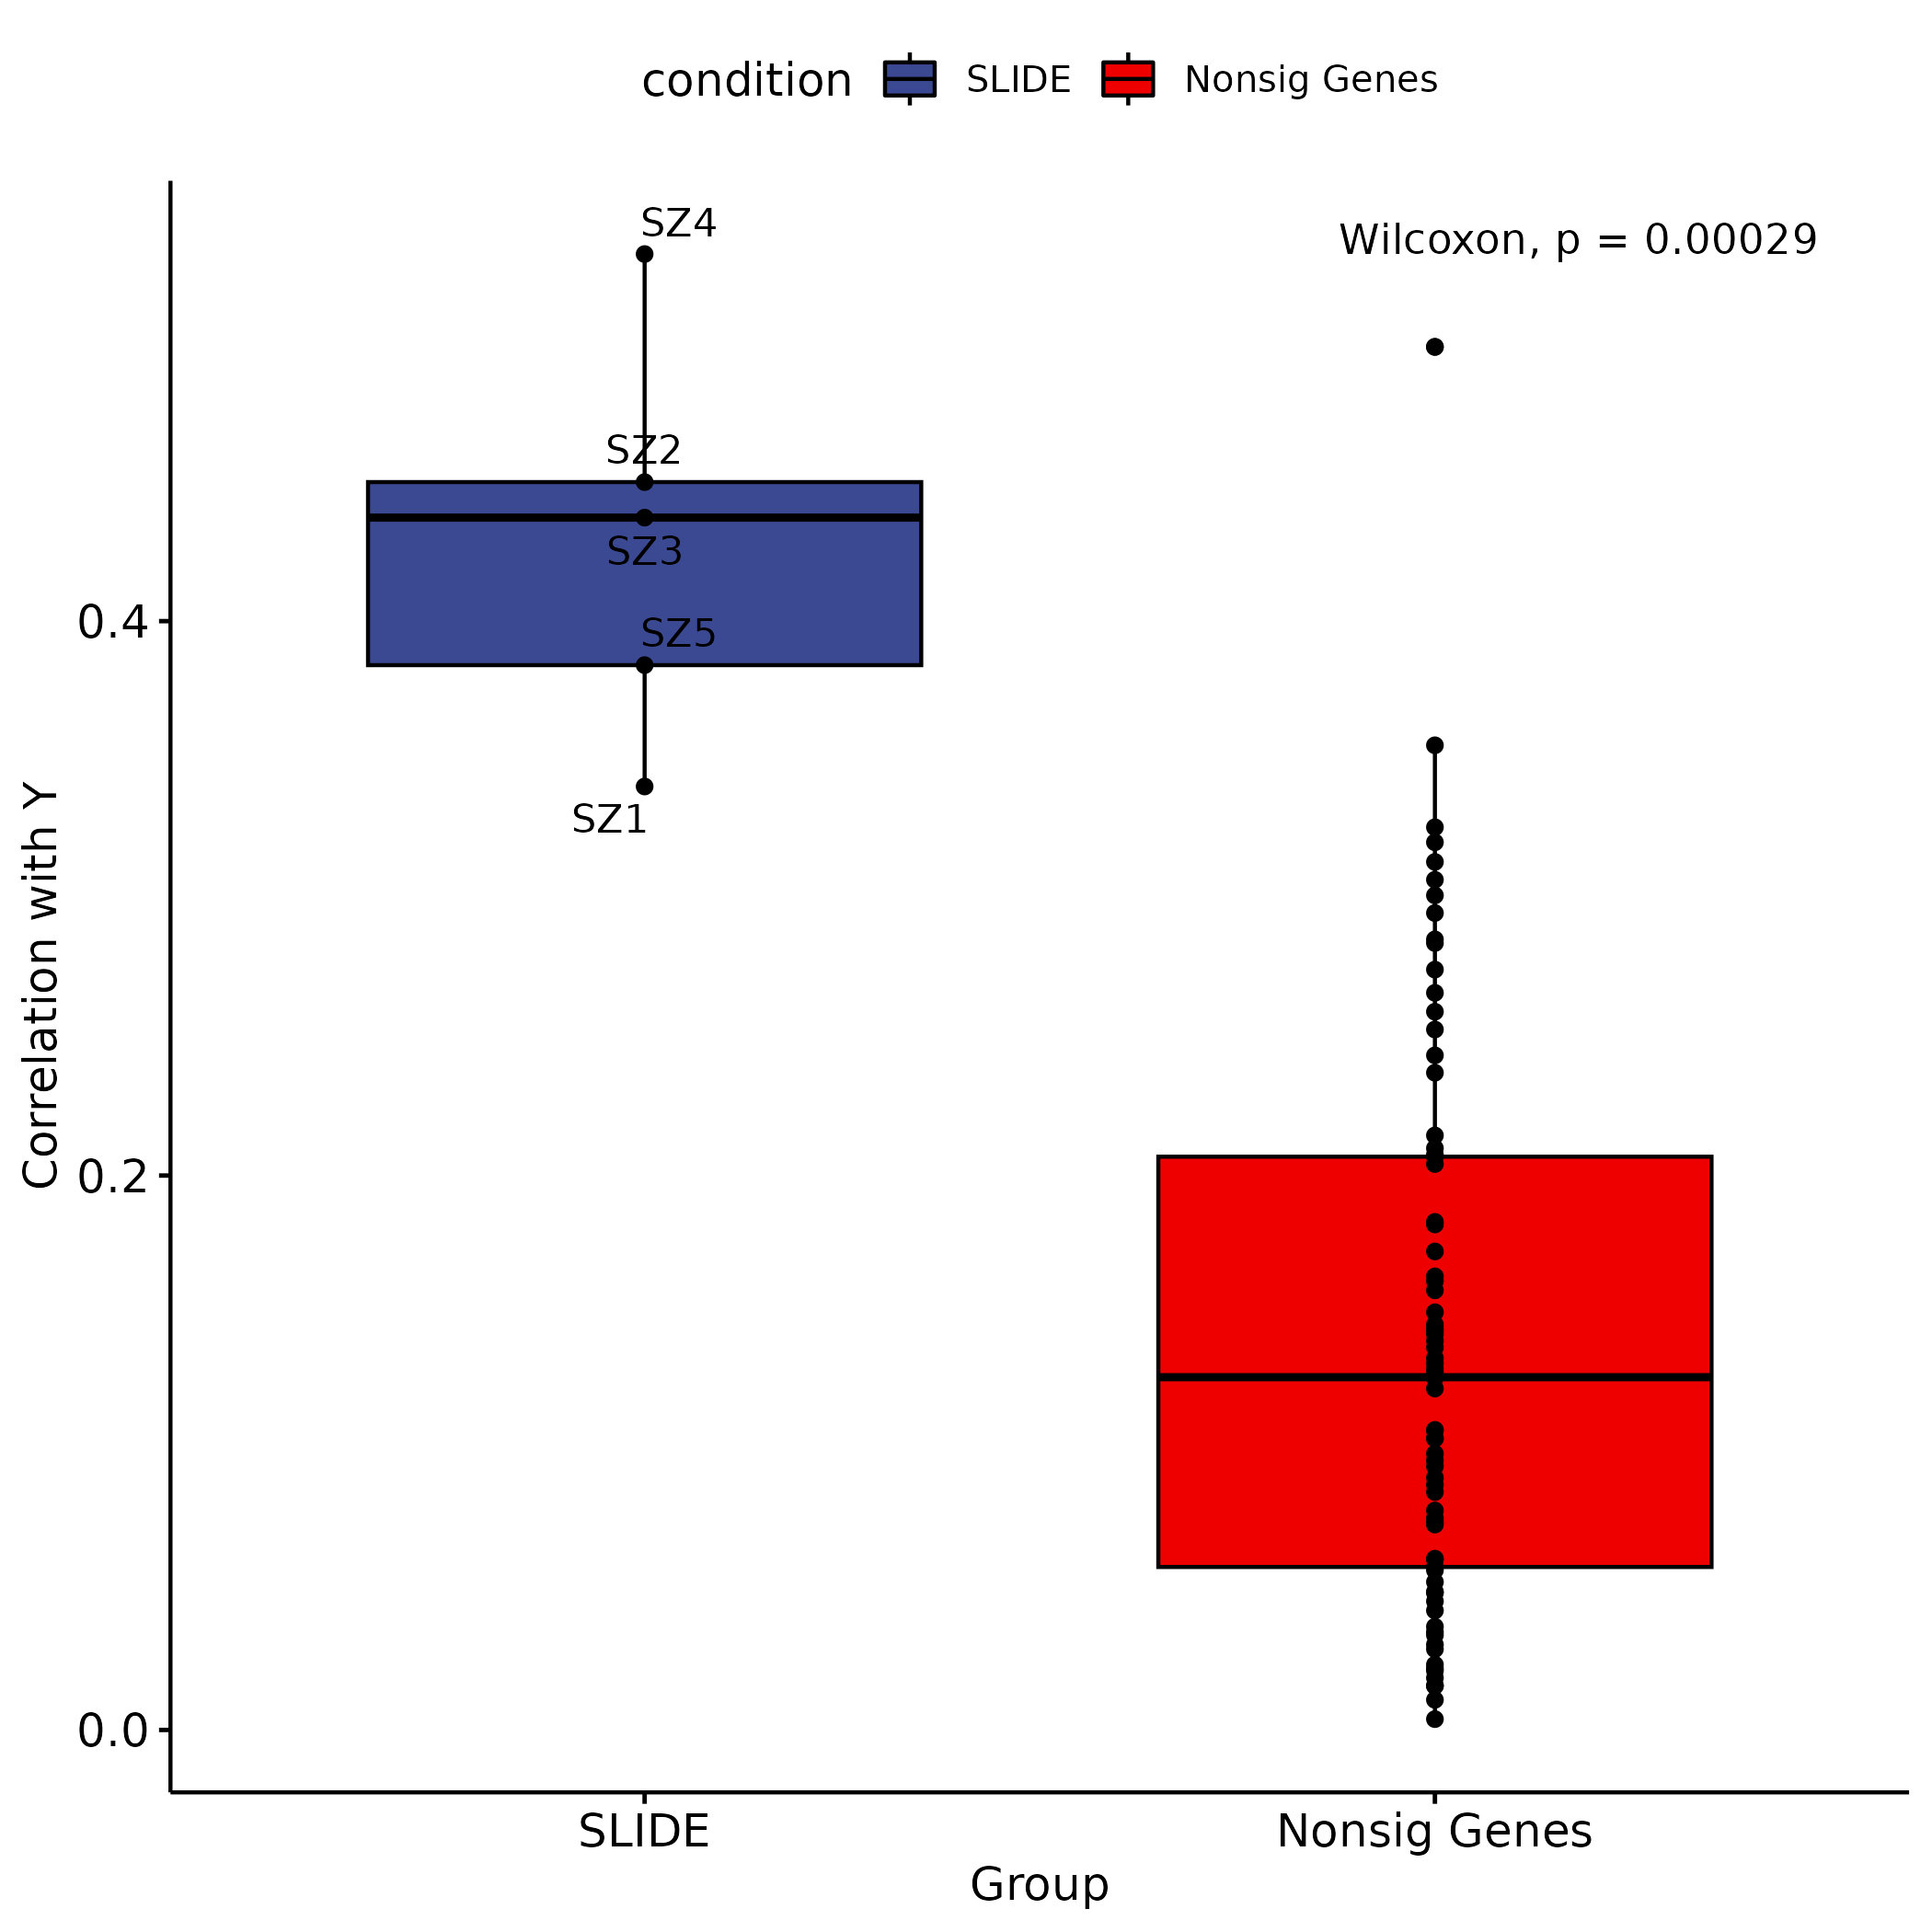 condition SLIDE Nonsig Genes
SZ4
Wilcoxon, p = 0.00029
SZ2
SZ3
0.4
SZ5
SZ1
Correlation with Y
0.2
0.0
SLIDE Nonsig Genes
Group